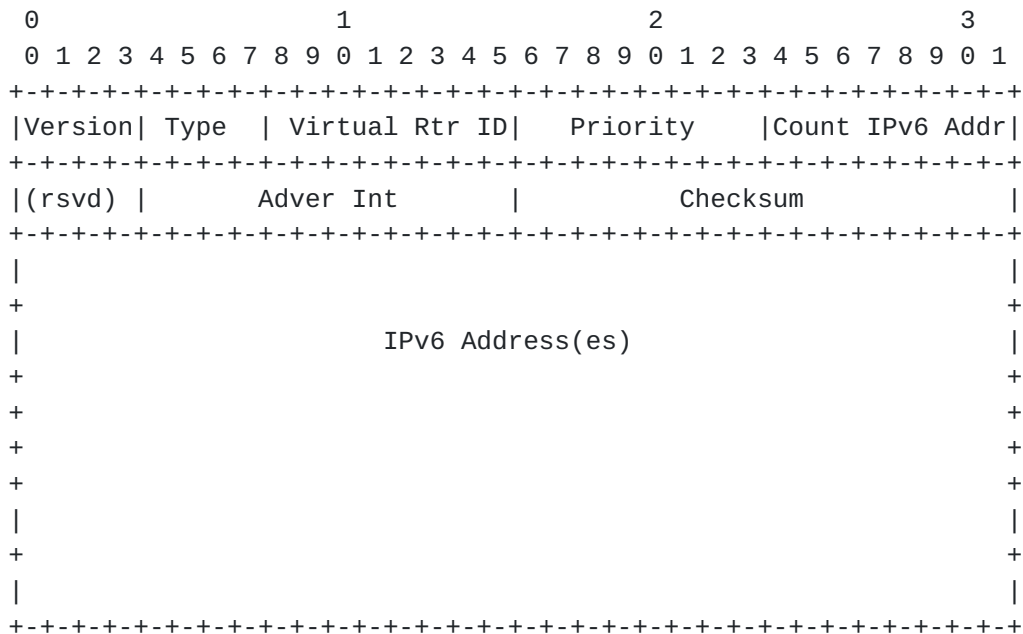 0                   1                   2                   3
 0 1 2 3 4 5 6 7 8 9 0 1 2 3 4 5 6 7 8 9 0 1 2 3 4 5 6 7 8 9 0 1
+-+-+-+-+-+-+-+-+-+-+-+-+-+-+-+-+-+-+-+-+-+-+-+-+-+-+-+-+-+-+-+-+
|Version| Type  | Virtual Rtr ID|   Priority    |Count IPv6 Addr|
+-+-+-+-+-+-+-+-+-+-+-+-+-+-+-+-+-+-+-+-+-+-+-+-+-+-+-+-+-+-+-+-+
|(rsvd) |       Adver Int       |          Checksum             |
+-+-+-+-+-+-+-+-+-+-+-+-+-+-+-+-+-+-+-+-+-+-+-+-+-+-+-+-+-+-+-+-+
|                                                               |
+                                                               +
|                       IPv6 Address(es)                        |
+                                                               +
+                                                               +
+                                                               +
+                                                               +
|                                                               |
+                                                               +
|                                                               |
+-+-+-+-+-+-+-+-+-+-+-+-+-+-+-+-+-+-+-+-+-+-+-+-+-+-+-+-+-+-+-+-+